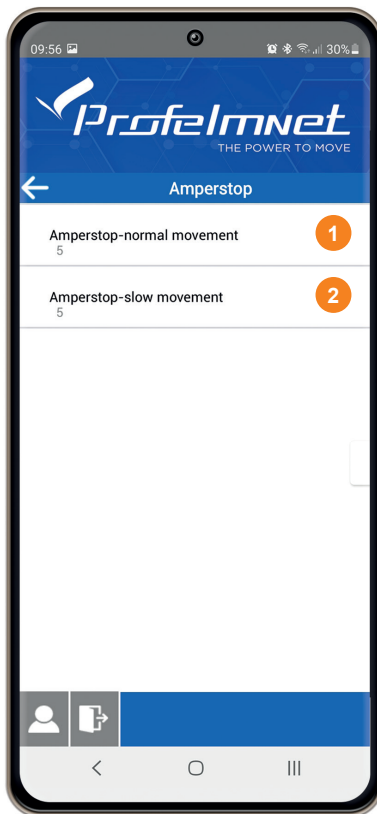 09:56 30%
Profelmnet
THE POWER TO MOVE
Amperstop
Amperstop-normal movement 1
5
Amperstop-slow movement 2
5